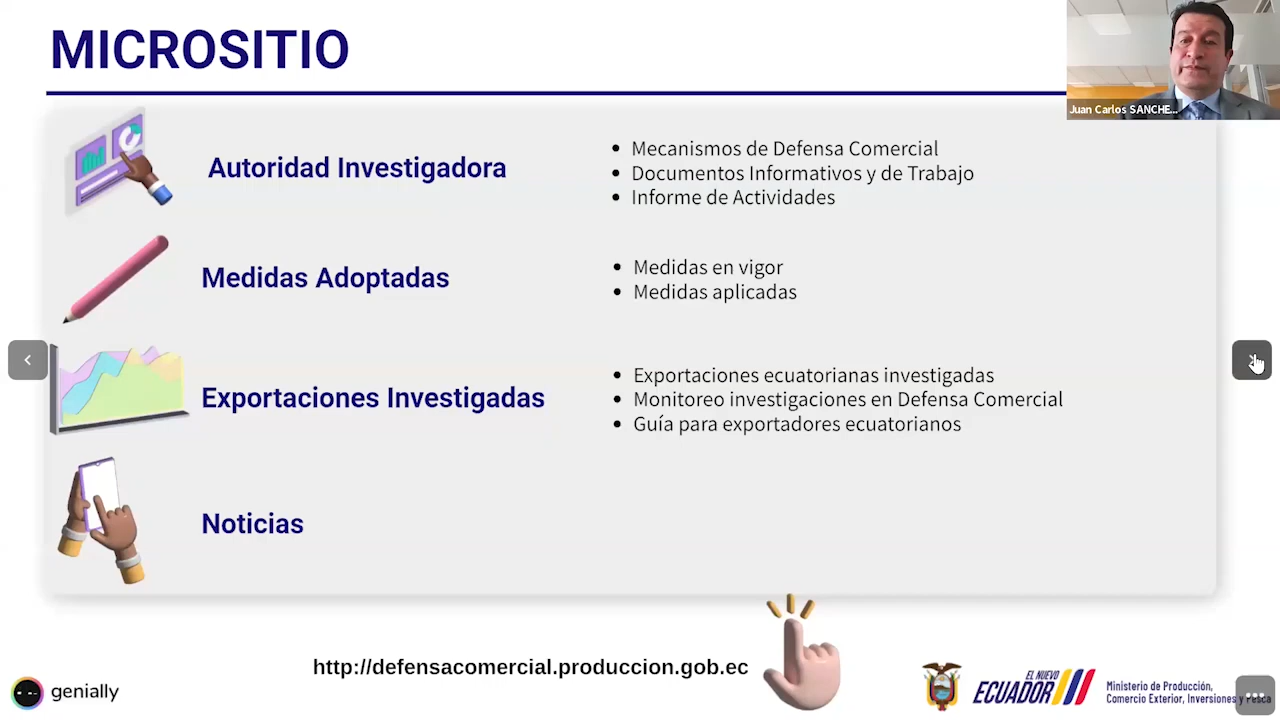 MICROSITIO
Juan Carlos SANCHE...
Autoridad Investigadora
• Mecanismos de Defensa Comercial
• Documentos Informativos y de Trabajo
• Informe de Actividades
Medidas Adoptadas
• Medidas en vigor
• Medidas aplicadas
Exportaciones Investigadas
• Exportaciones ecuatorianas investigadas
• Monitoreo investigaciones en Defensa Comercial
• Guía para exportadores ecuatorianos
Noticias
http://defensacomercial.produccion.gob.ec
genially
EL NUEVO
ECUADOR
Ministerio de Producción,
Comercio Exterior, Inversiones y Pesca